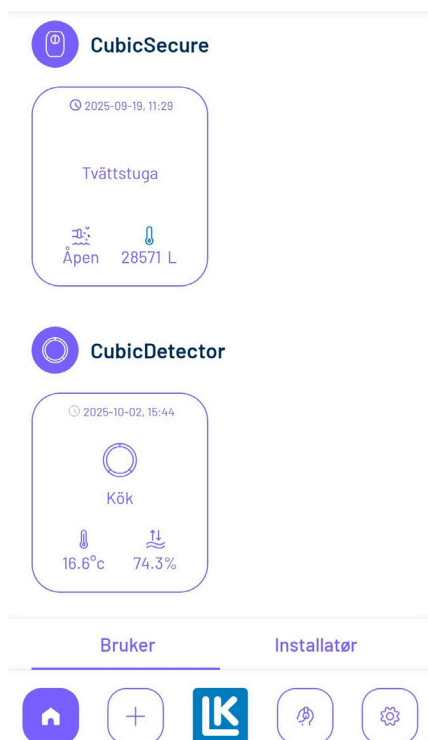 CubicSecure
2025-09-19, 11:29
Tvättstuga
Åpen 28571 L
CubicDetector
2025-10-02, 15:44
Kök
16.6°c 74.3%
Bruker Installatør
LK